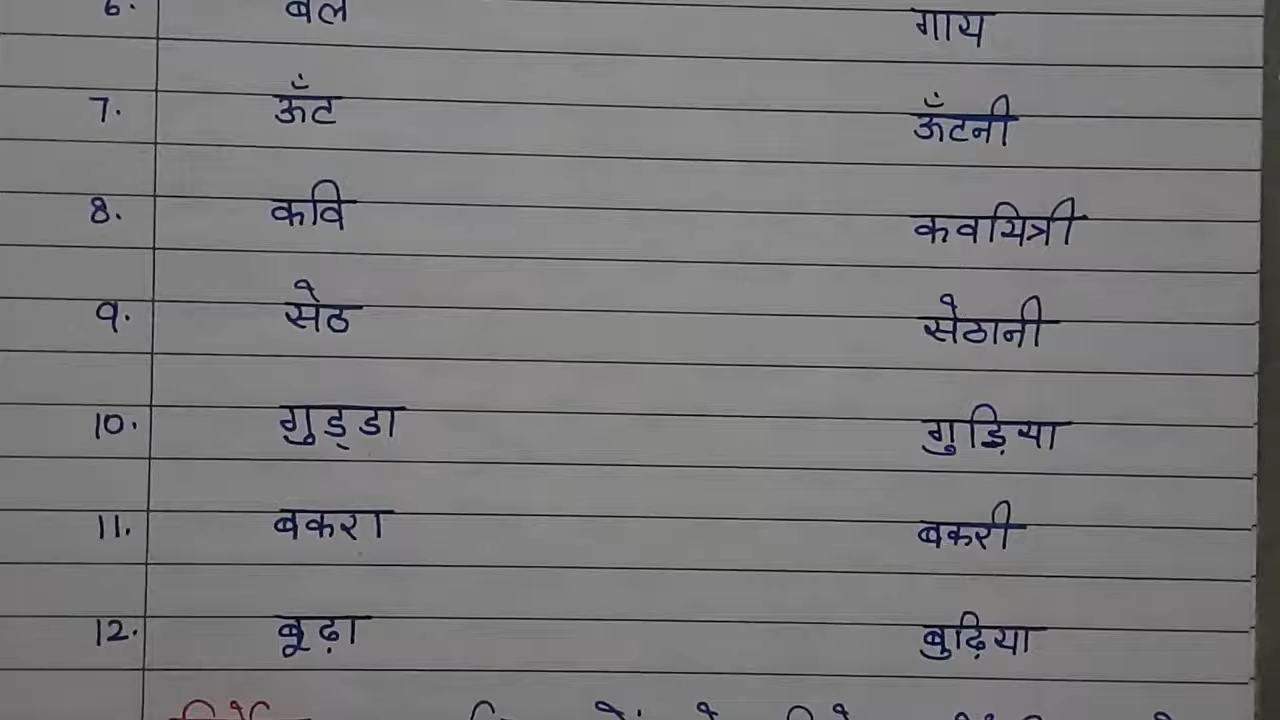 6. बैल गाय
7. ऊँट ऊँटनी
8. कवि कवयित्री
9. सेठ सेठानी
10. गुड्डा गुड़िया
11. बकरा बकरी
12. बूढ़ा बुढ़िया